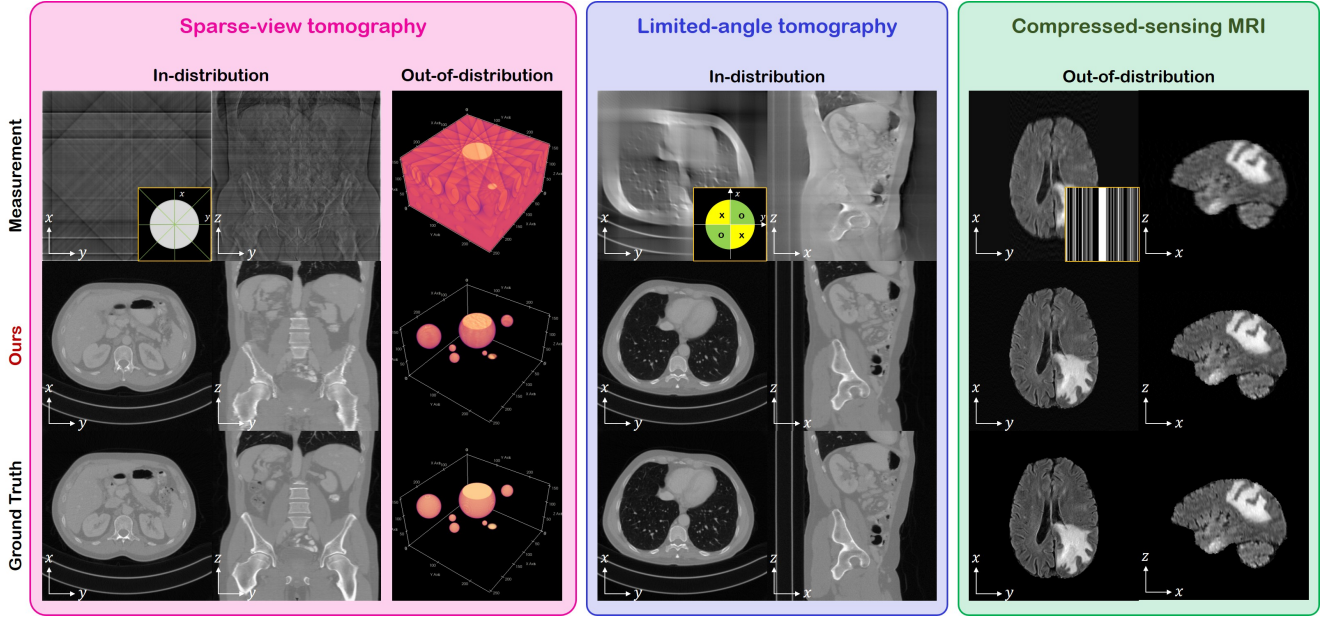 Sparse-view tomography
Limited-angle tomography
Compressed-sensing MRI
In-distribution
Out-of-distribution
In-distribution
Out-of-distribution
Measurement
x
y
x
y
z
y
x
y
x
y
X
O
O
X
z
x
x
y
z
x
Ours
x
y
z
y
x
y
z
x
x
y
z
x
Ground Truth
x
y
z
y
x
y
z
x
x
y
z
x